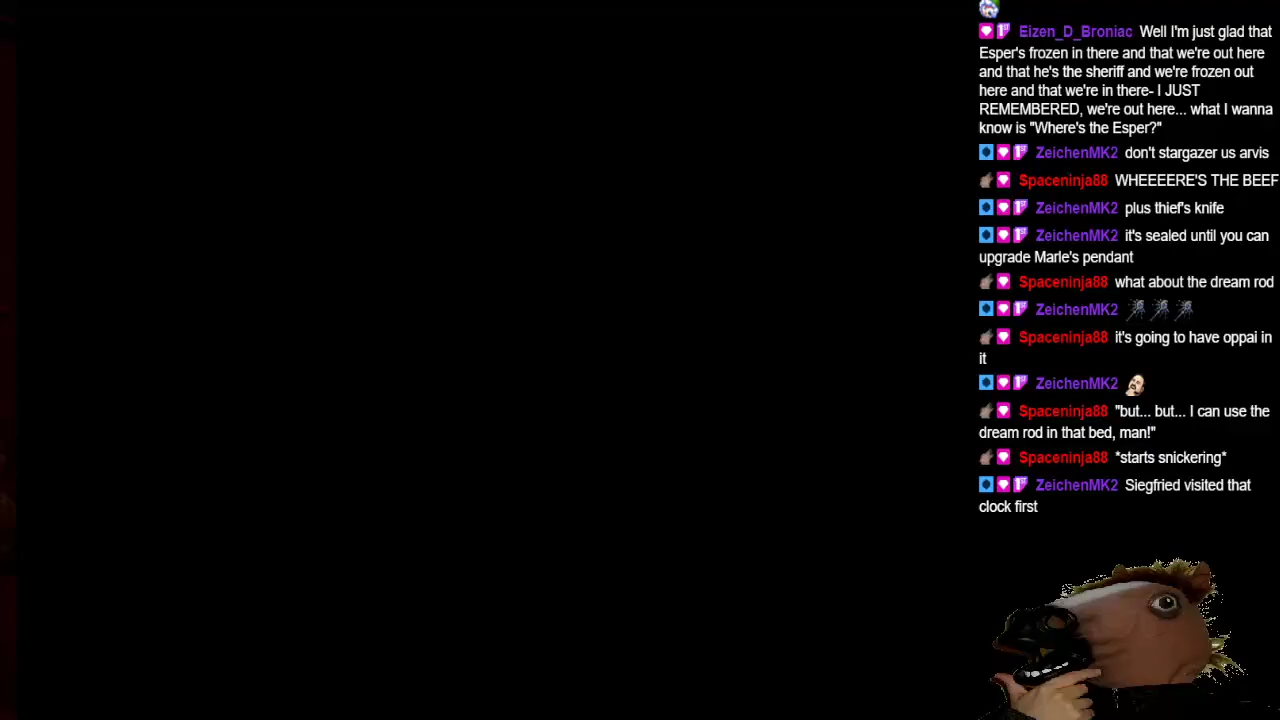 Eizen_D_Broniac Well I'm just glad that
Esper's frozen in there and that we're out here
and that he's the sheriff and we're frozen out
here and that we're in there- I JUST
REMEMBERED, we're out here... what I wanna
know is "Where's the Esper?"
ZeichenMK2 don't stargazer us arvis
Spaceninja88 WHEEEERE'S THE BEEF
ZeichenMK2 plus thief's knife
ZeichenMK2 it's sealed until you can
upgrade Marle's pendant
Spaceninja88 what about the dream rod
ZeichenMK2
Spaceninja88 it's going to have oppai in
it
ZeichenMK2
Spaceninja88 "but... but... I can use the
dream rod in that bed, man!"
Spaceninja88 *starts snickering*
ZeichenMK2 Siegfried visited that
clock first